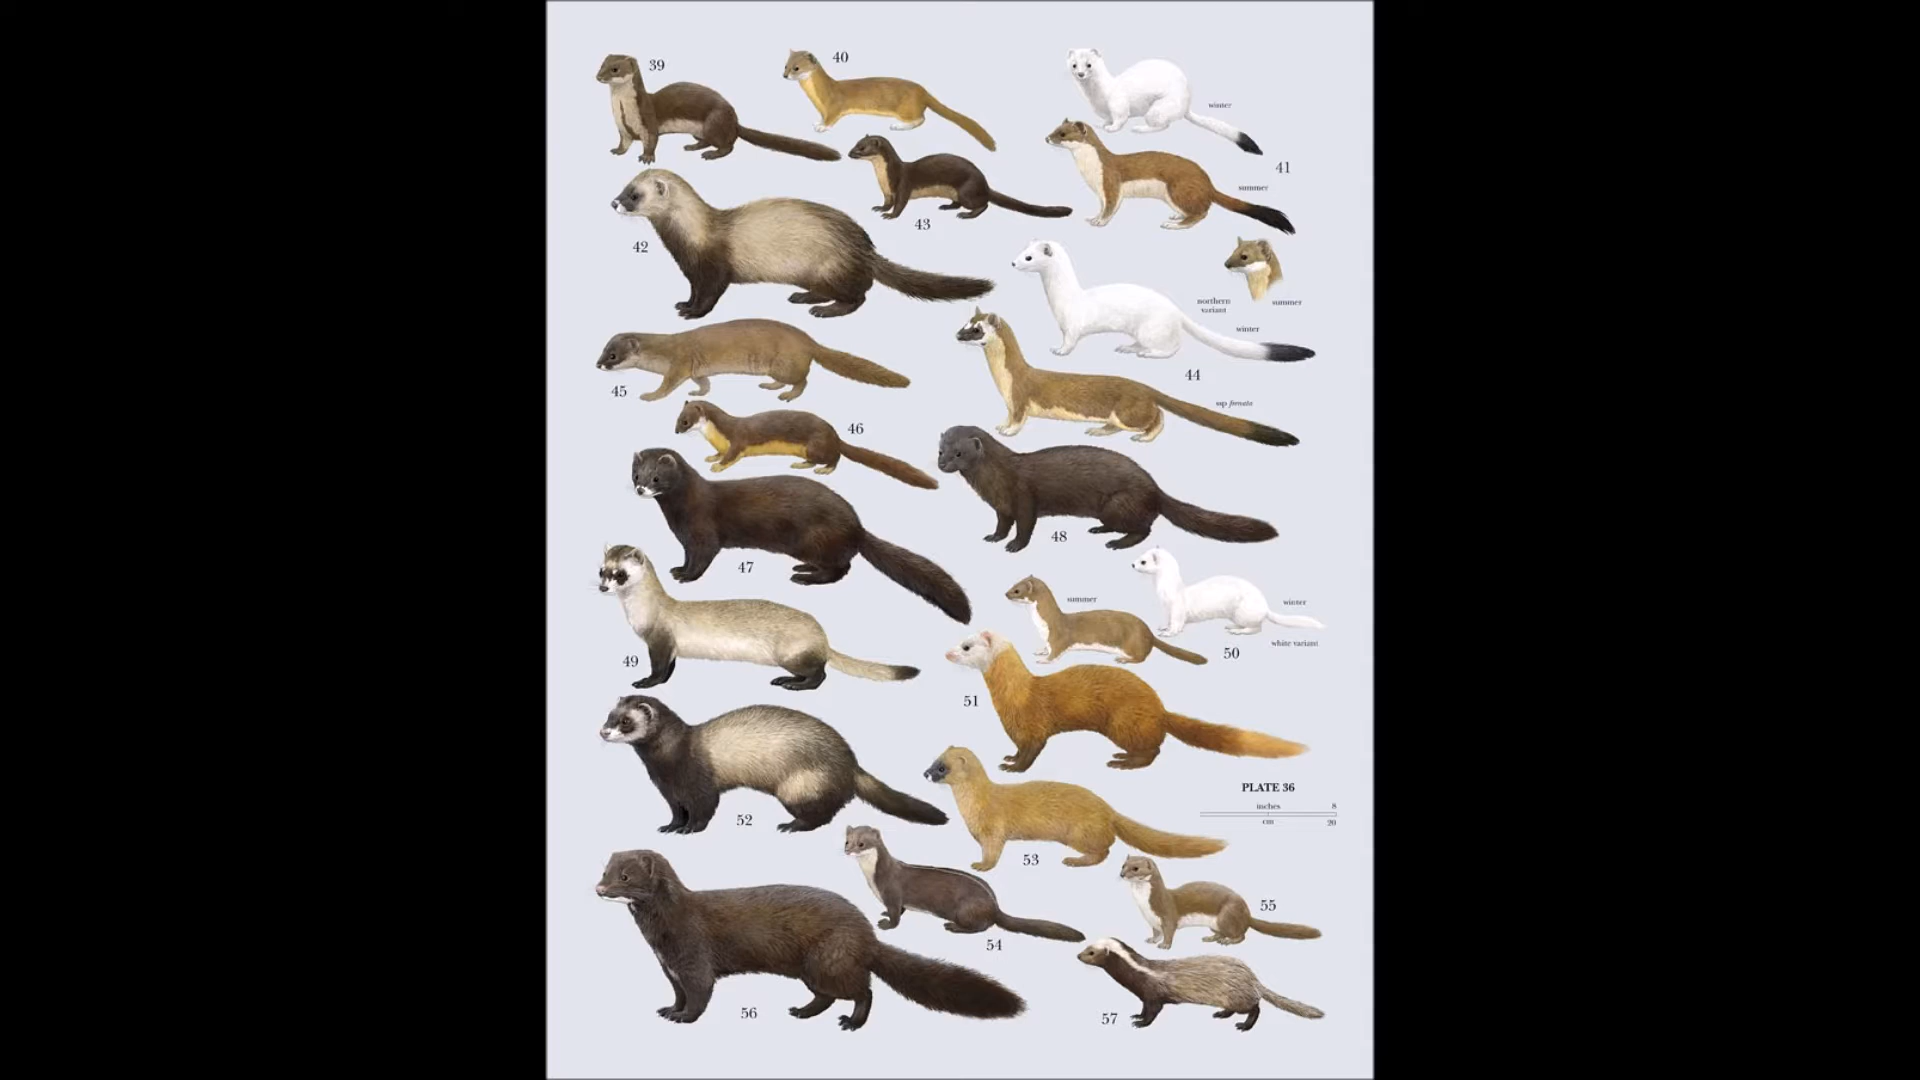 39
40
winter
41
summer
43
42
summer
northern
variant
winter
44
45
ssp frenata
46
48
47
summer
winter
white variant
50
49
51
PLATE 36
inches 8
cm 20
52
53
55
54
56
57